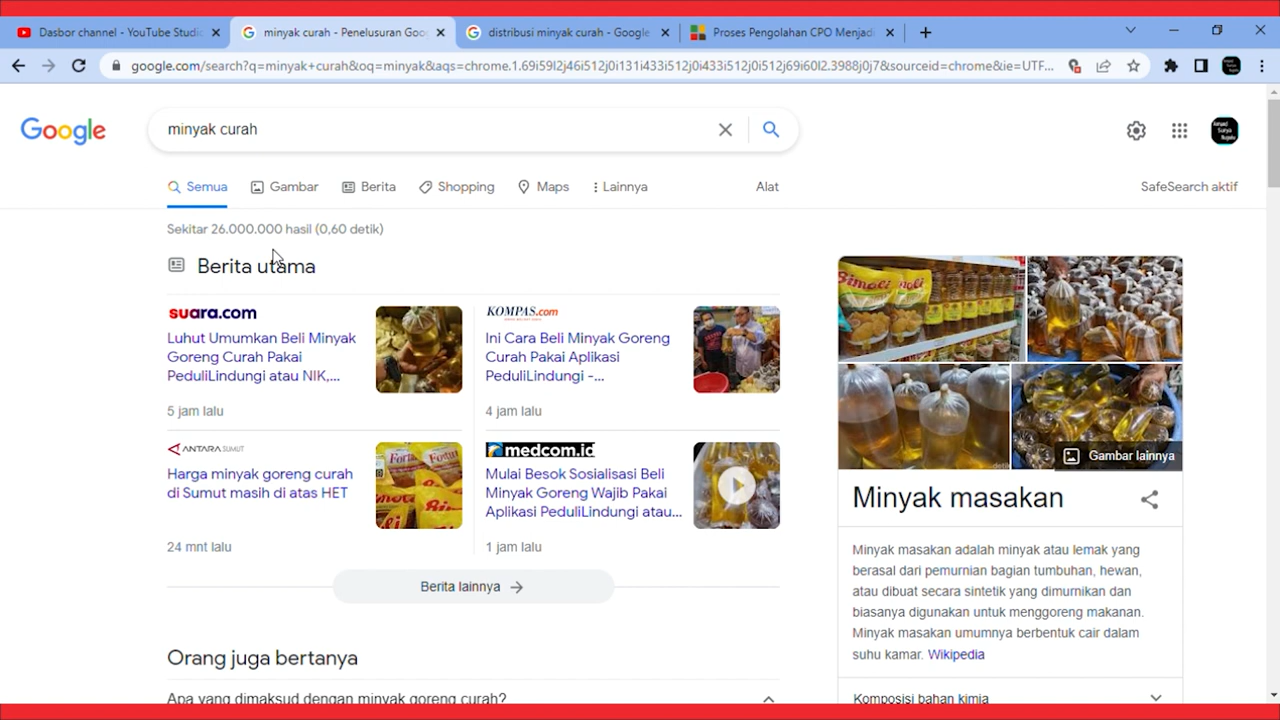 Dasbor channel - YouTube Studio
minyak curah - Penelusuran Goo
distribusi minyak curah - Google
Proses Pengolahan CPO Menjadi
google.com/search?q=minyak+curah&oq=minyak&aqs=chrome.1.69i59l2j46i512j0i131i433i512j0i433i512j0i512j69i60l2.3988j0j7&sourceid=chrome&ie=UTF...
Google
minyak curah
Semua
Gambar
Berita
Shopping
Maps
Lainnya
Alat
SafeSearch aktif
Sekitar 26.000.000 hasil (0,60 detik)
Berita utama
suara.com
Luhut Umumkan Beli Minyak
Goreng Curah Pakai
PeduliLindungi atau NIK,...
5 jam lalu
KOMPAS.com
Ini Cara Beli Minyak Goreng
Curah Pakai Aplikasi
PeduliLindungi -...
4 jam lalu
ANTARA SUMUT
Harga minyak goreng curah
di Sumut masih di atas HET
24 mnt lalu
medcom.id
Mulai Besok Sosialisasi Beli
Minyak Goreng Wajib Pakai
Aplikasi PeduliLindungi atau...
1 jam lalu
Berita lainnya
Orang juga bertanya
Apa yang dimaksud dengan minyak goreng curah?
Bimoli
Gambar lainnya
Minyak masakan
Minyak masakan adalah minyak atau lemak yang
berasal dari pemurnian bagian tumbuhan, hewan,
atau dibuat secara sintetik yang dimurnikan dan
biasanya digunakan untuk menggoreng makanan.
Minyak masakan umumnya berbentuk cair dalam
suhu kamar. Wikipedia
Komposisi bahan kimia